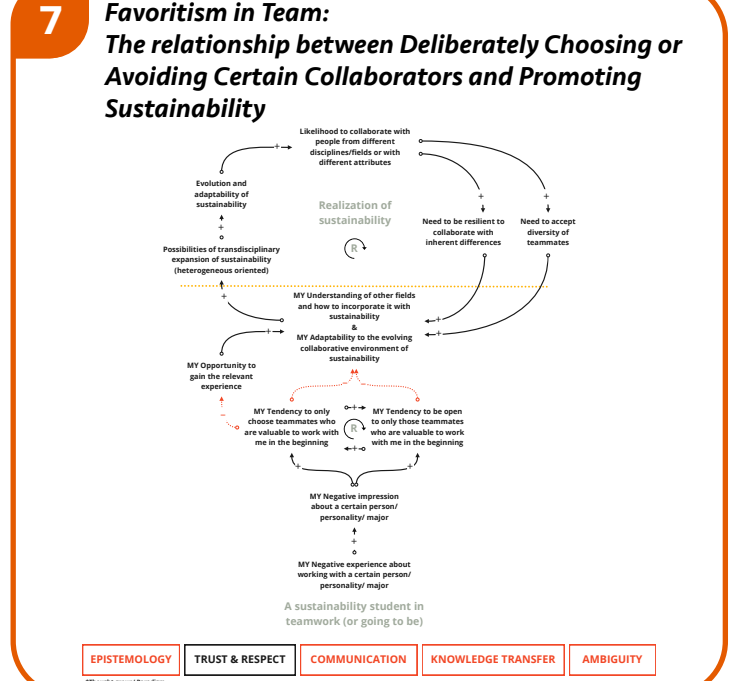 7
Favoritism in Team:
The relationship between Deliberately Choosing or
Avoiding Certain Collaborators and Promoting
Sustainability
Likelihood to collaborate with
people from different
disciplines/fields or with
different attributes
+
Evolution and
adaptability of
sustainability
Realization of
sustainability
+
+
Need to be resilient to
collaborate with
inherent differences
Need to accept
diversity of
teammates
+
R
Possibilities of transdisciplinary
expansion of sustainability
(heterogeneous oriented)
+
MY Understanding of other fields
and how to incorporate it with
sustainability
&
MY Adaptability to the evolving
collaborative environment of
sustainability
+
+
+
MY Opportunity to
gain the relevant
experience
–
–
–
MY Tendency to only
choose teammates who
are valuable to work with
me in the beginning
+
R
+
MY Tendency to be open
to only those teammates
who are valuable to work
with me in the beginning
+
+
MY Negative impression
about a certain person/
personality/ major
+
MY Negative experience about
working with a certain person/
personality/ major
A sustainability student in
teamwork (or going to be)
EPISTEMOLOGY
TRUST & RESPECT
COMMUNICATION
KNOWLEDGE TRANSFER
AMBIGUITY